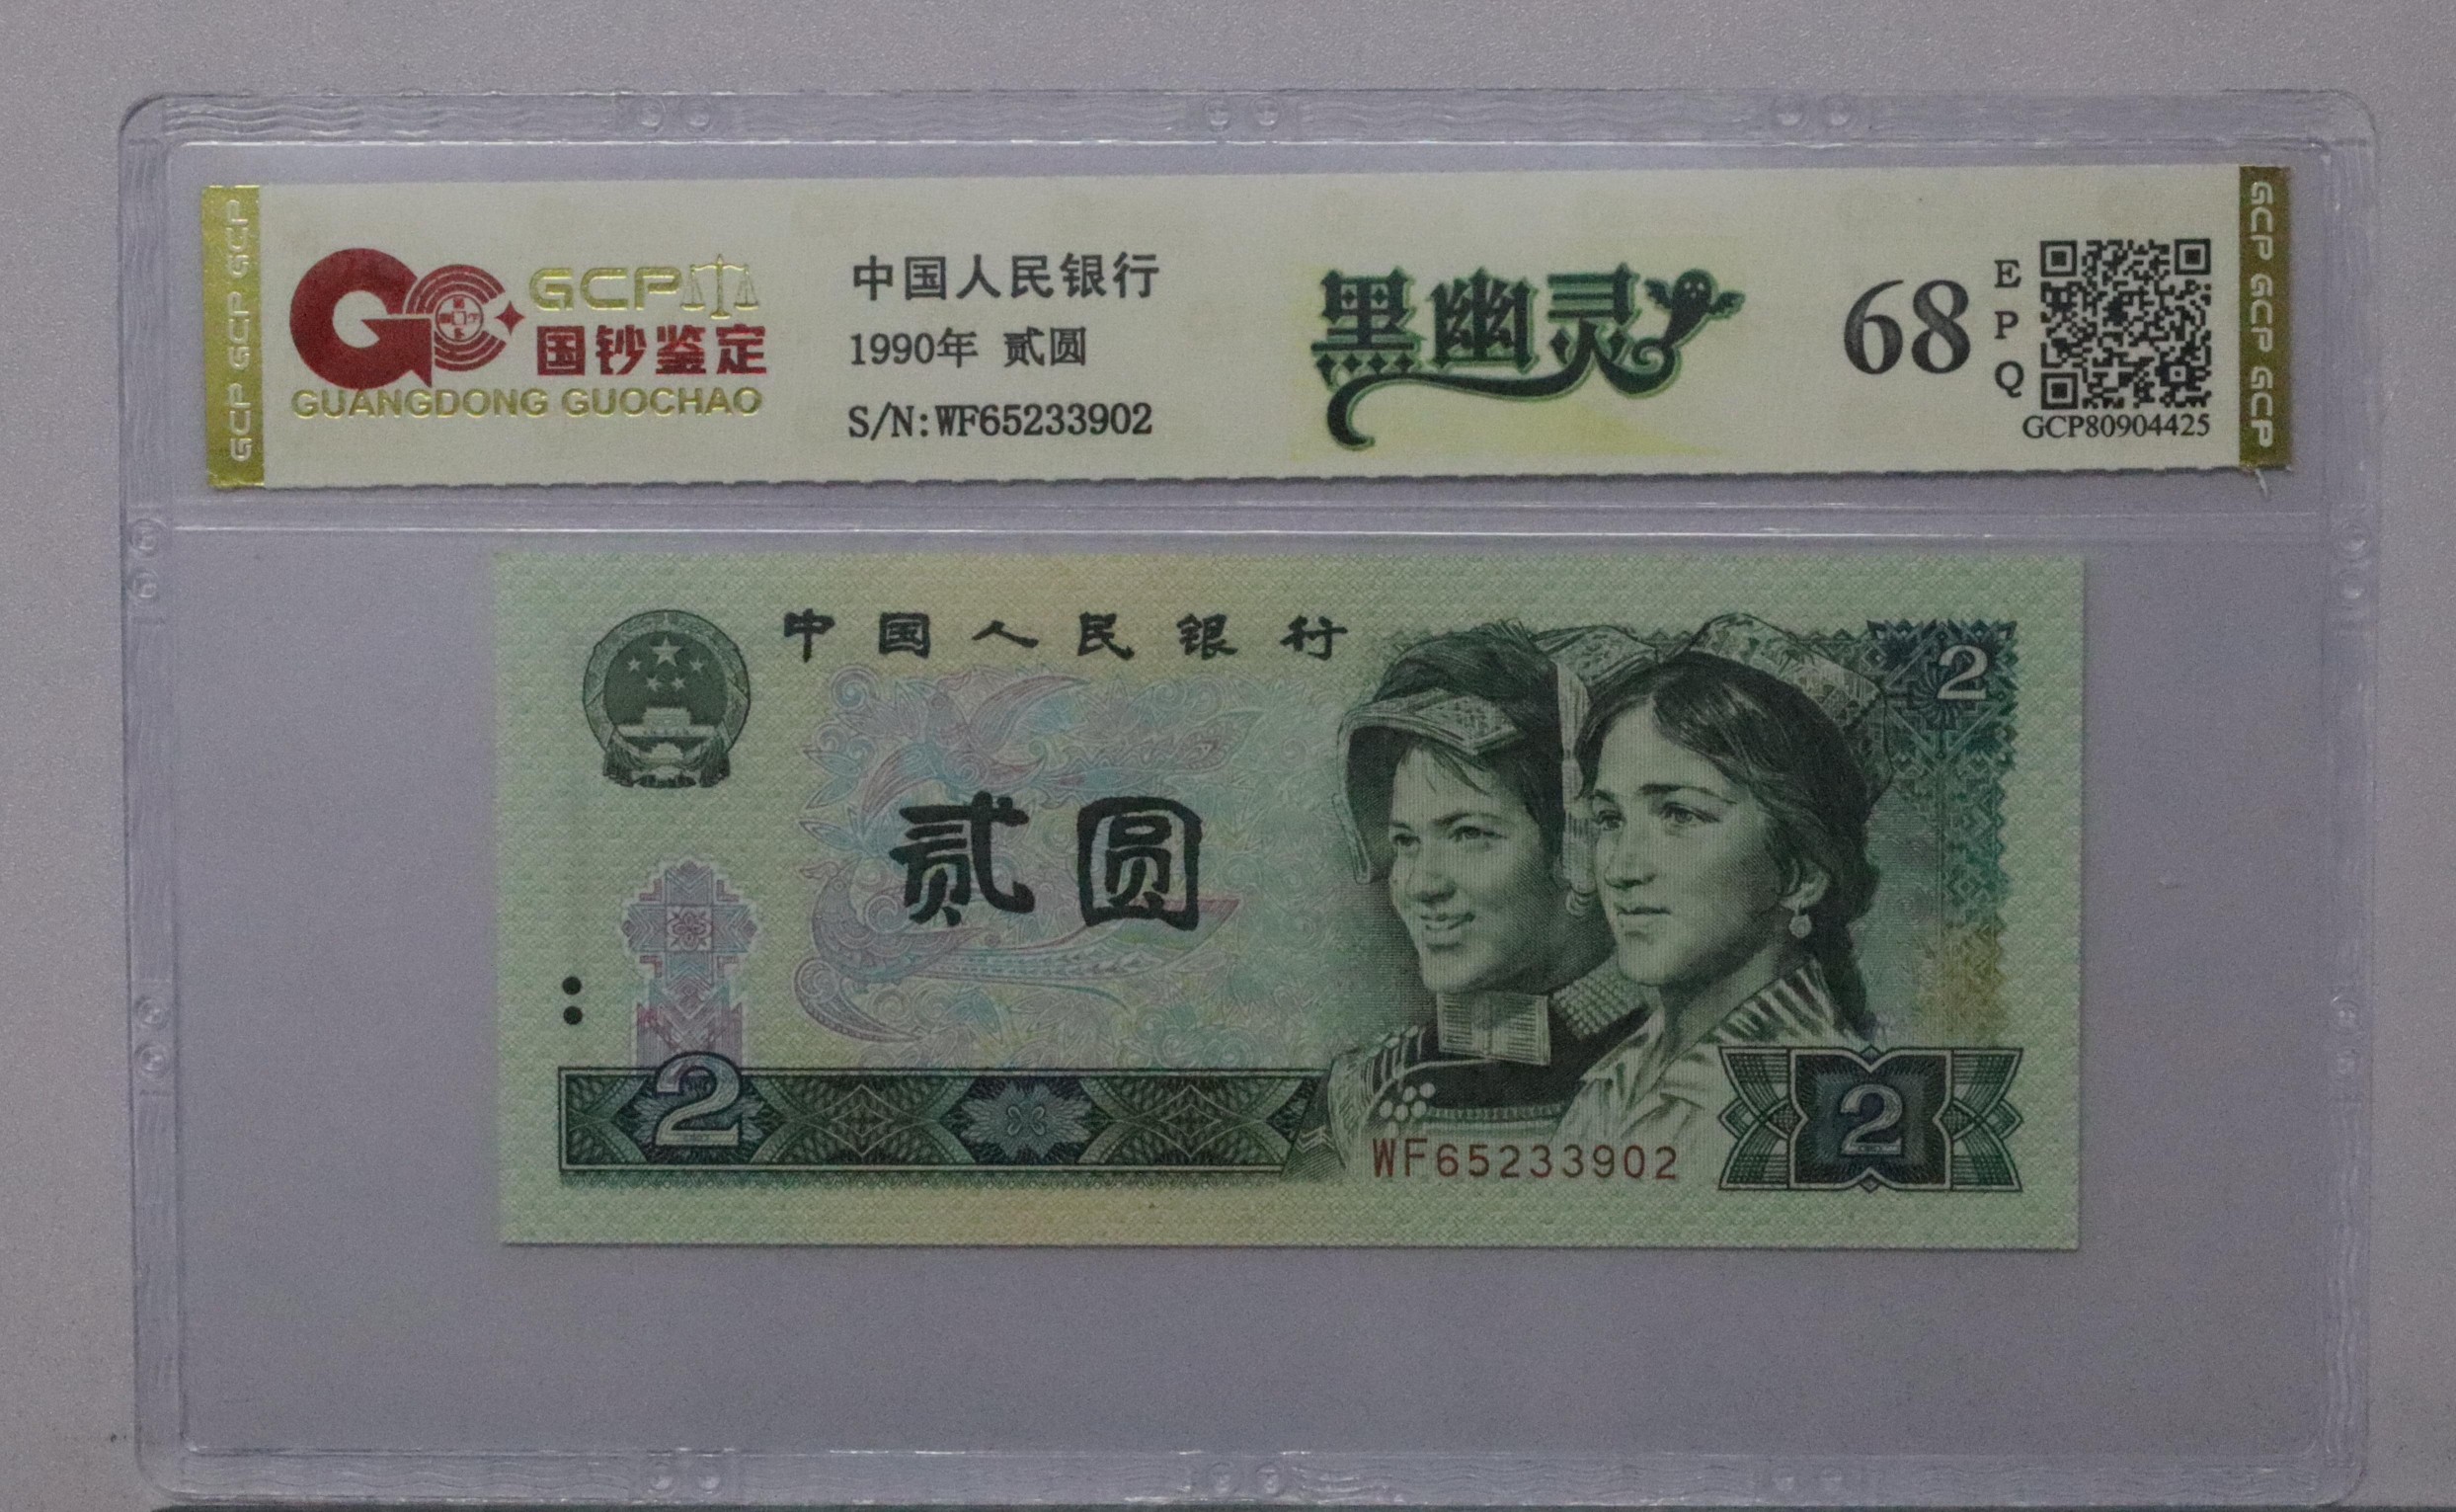 GCP
国钞鉴定
GUANGDONG GUOCHAO
中国人民银行
1990年 贰圆
S/N:WF65233902
黑幽灵
68
E
P
Q
GCP80904425
GCP GCP GCP
GCP GCP GCP
中国人民银行
2
贰圆
2
2
WF65233902